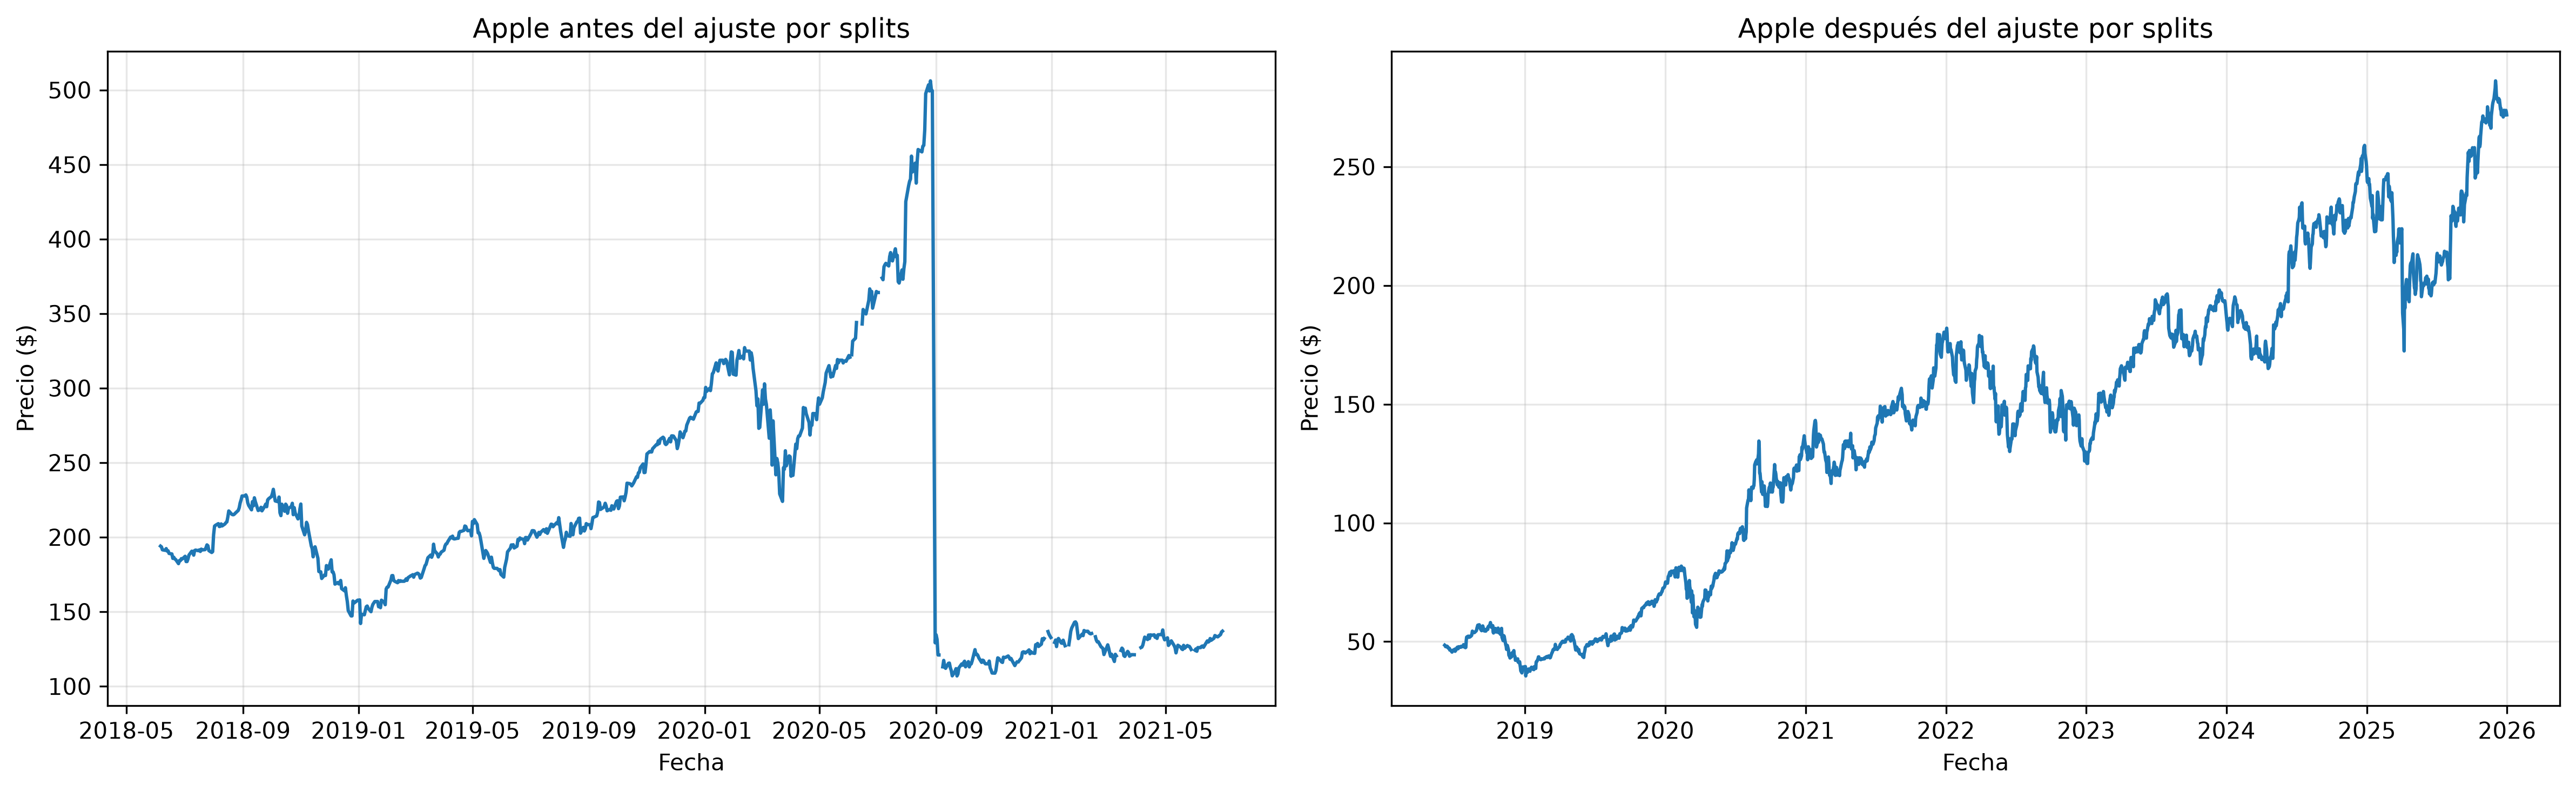 Apple antes del ajuste por splits
Precio ($)
500
450
400
350
300
250
200
150
100
2018-05 2018-09 2019-01 2019-05 2019-09 2020-01 2020-05 2020-09 2021-01 2021-05
Fecha
Apple después del ajuste por splits
Precio ($)
250
200
150
100
50
2019 2020 2021 2022 2023 2024 2025 2026
Fecha